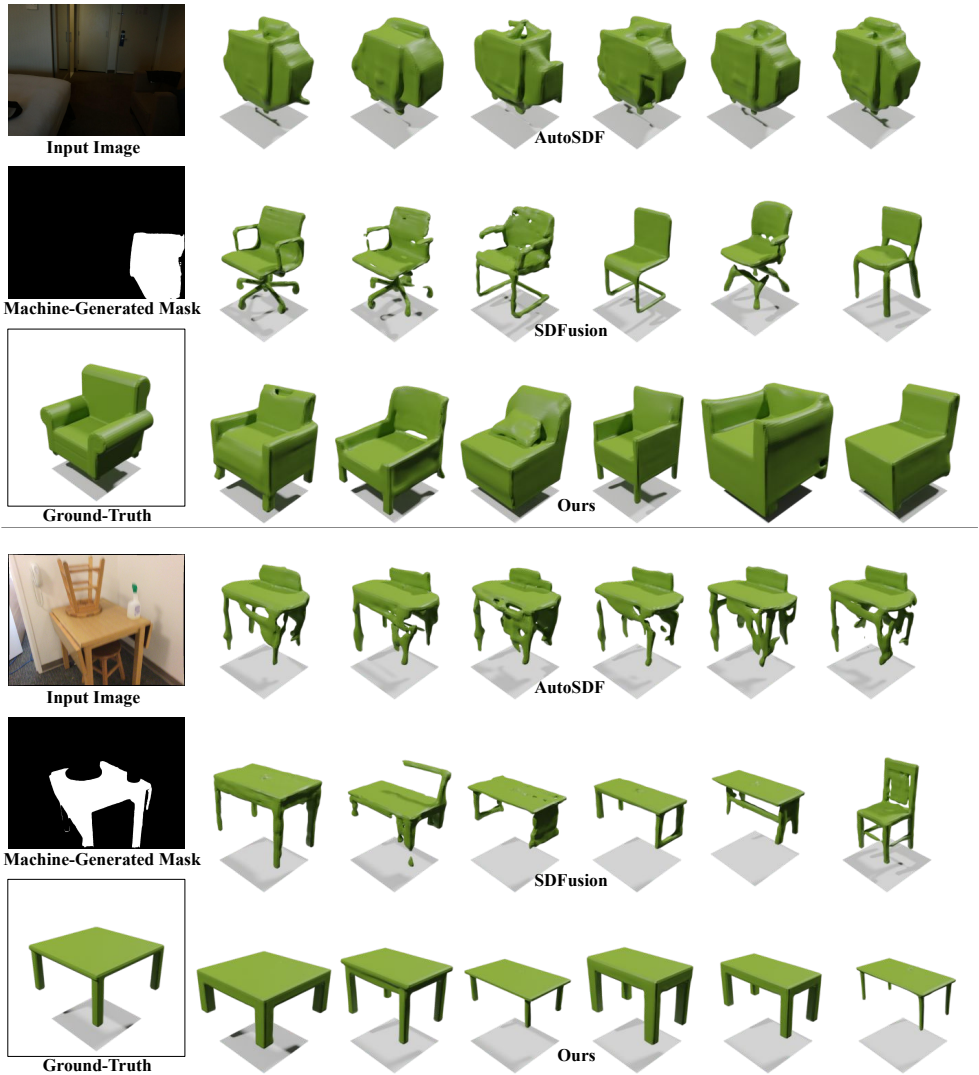 AutoSDF
Input Image
Machine-Generated Mask
SDFusion
Ours
Ground-Truth
AutoSDF
Input Image
Machine-Generated Mask
SDFusion
Ours
Ground-Truth